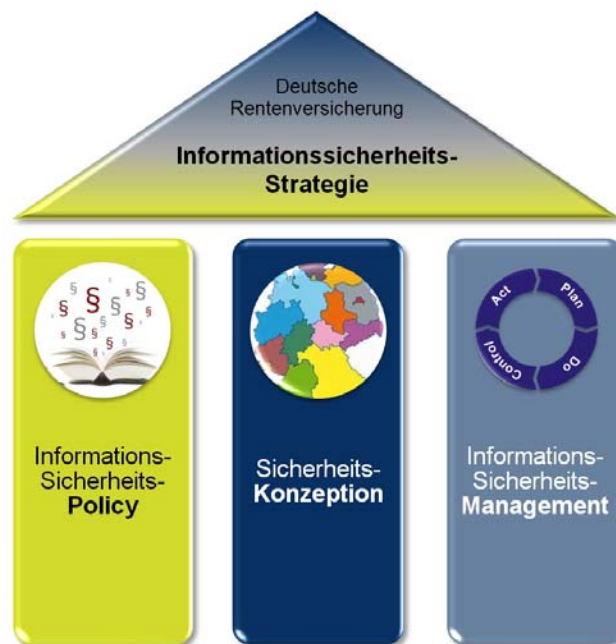 Deutsche
Rentenversicherung
Informationssicherheits-
Strategie
§ § § § § § § § § § § § §
Informations-
Sicherheits-
Policy
Sicherheits-
Konzeption
Act
Plan
Control
Do
Informations-
Sicherheits-
Management